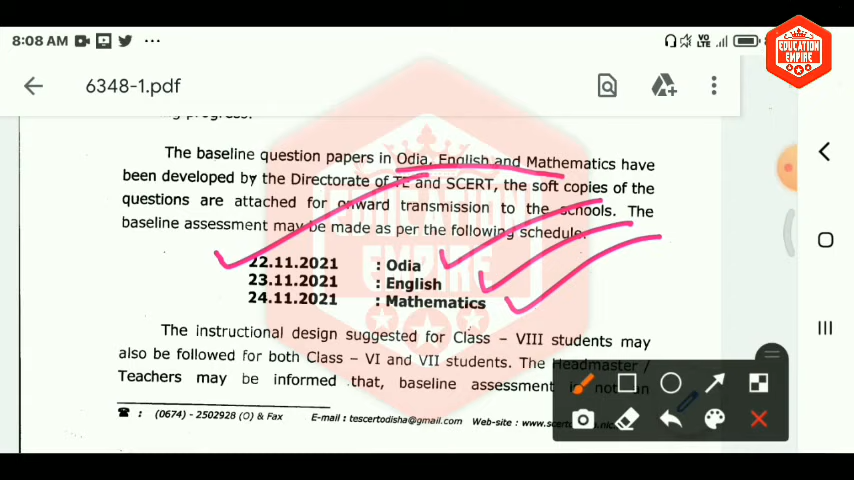 8:08 AM
VO
LTE
EDUCATION
EMPIRE
6348-1.pdf
The baseline question papers in Odia, English and Mathematics have
been developed by the Directorate of TE and SCERT, the soft copies of the
questions are attached for onward transmission to the schools. The
baseline assessment may be made as per the following schedule.
22.11.2021 : Odia
23.11.2021 : English
24.11.2021 : Mathematics
EDUCATION
EMPIRE
The instructional design suggested for Class – VIII students may
also be followed for both Class – VI and VII students. The Headmaster /
Teachers may be informed that, baseline assessment
☎ : (0674) - 2502928 (O) & Fax E-mail : tescertodisha@gmail.com Web-site :